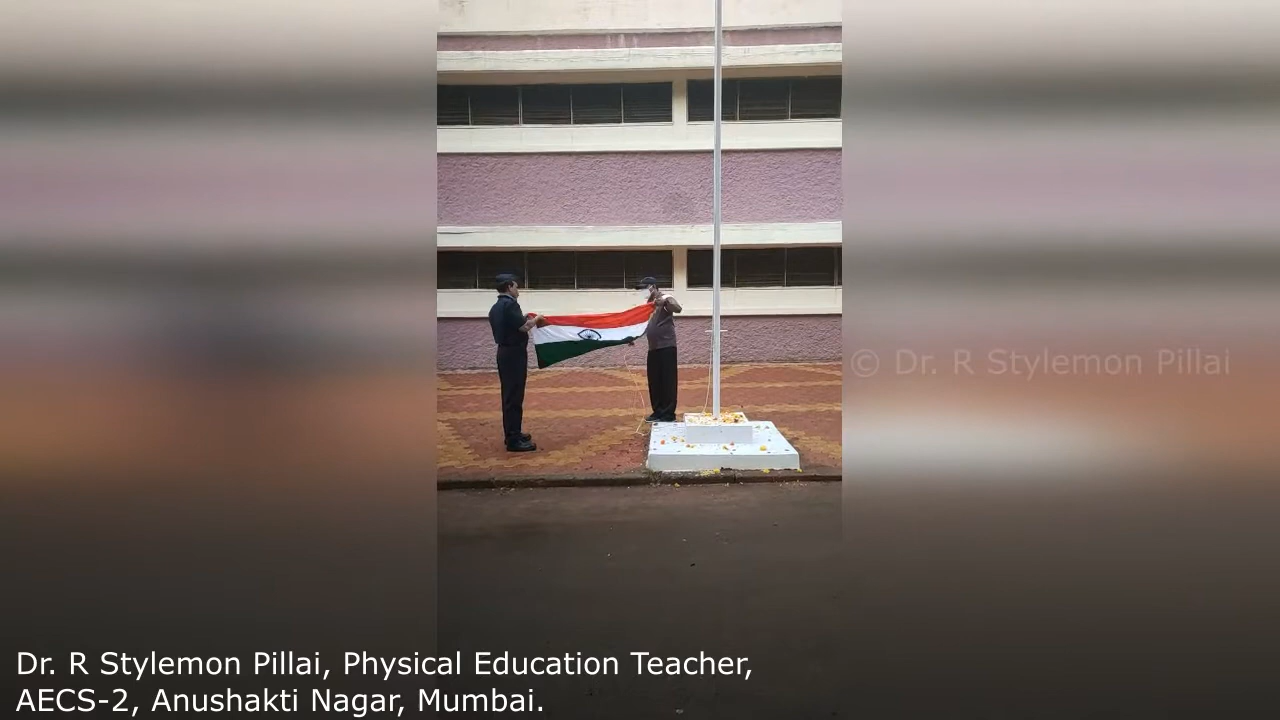 © Dr. R Stylemon Pillai
Dr. R Stylemon Pillai, Physical Education Teacher,
AECS-2, Anushakti Nagar, Mumbai.